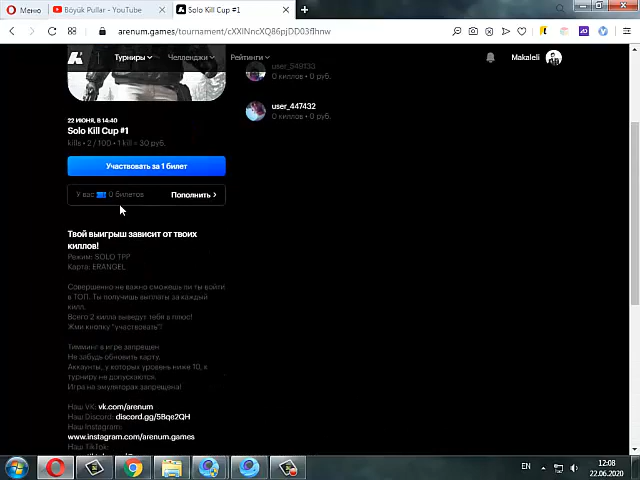 Меню
Böyük Pullar - YouTube
Solo Kill Cup #1
arenum.games/tournament/cXXINncXQ86pjDD03fIhnw
Турниры
Челленджи
Рейтинги
Makaleli
user_549133
0 киллов • 0 руб.
user_447432
0 киллов • 0 руб.
22 ИЮНЯ, В 14:40
Solo Kill Cup #1
kills • 2 / 100 • 1 kill = 30 руб.
Участвовать за 1 билет
У вас 0 билетов
Пополнить
Твой выигрыш зависит от твоих
киллов!
Режим: SOLO TPP
Карта: ERANGEL
Совершенно не важно сможешь ли ты войти
в ТОП. Ты получишь выплаты за каждый
килл.
Всего 2 килла выведут тебя в плюс!
Жми кнопку "участвовать"!
Тимминг в игре запрещен
Не забудь обновить карту.
Аккаунты, у которых уровень ниже 10, к
турниру не допускаются.
Игра на эмуляторах запрещена!
Наш VK: vk.com/arenum
Наш Discord: discord.gg/5Bqe2QH
Наш Instagram:
www.instagram.com/arenum.games
Наш TikTok:
EN
12:08
22.06.2020